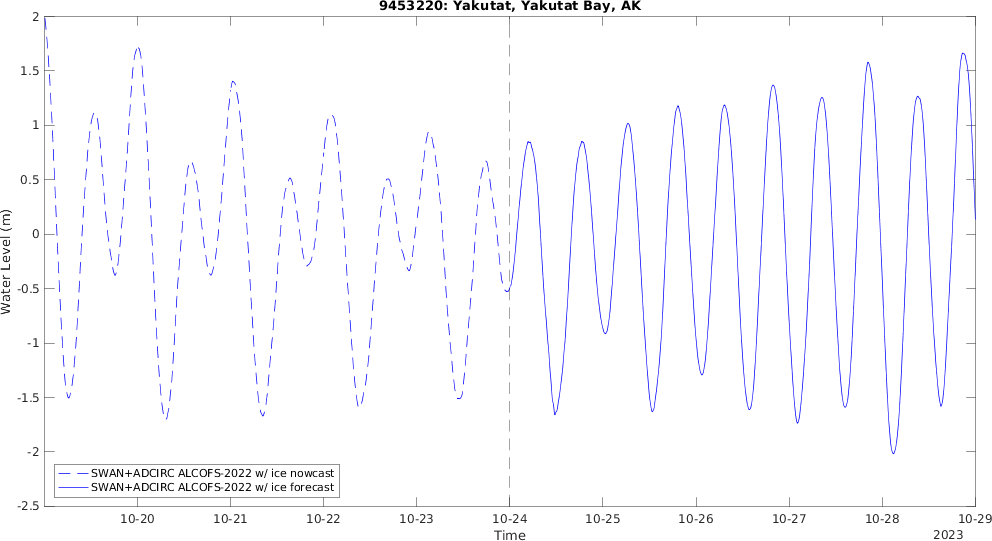 9453220: Yakutat, Yakutat Bay, AK
2
1.5
1
0.5
0
-0.5
-1
-1.5
-2
-2.5
Water Level (m)
SWAN+ADCIRC ALCOFS-2022 w/ ice nowcast
SWAN+ADCIRC ALCOFS-2022 w/ ice forecast
10-20 10-21 10-22 10-23 10-24 10-25 10-26 10-27 10-28 10-29
Time
2023